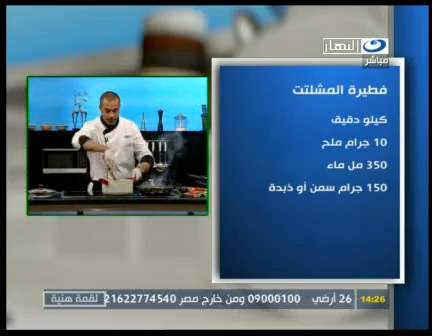 النهار
مباشر
فطيرة المشلتت
كيلو دقيق
10 جرام ملح
350 مل ماء
150 جرام سمن أو ذبدة
لقمة هنية 21622774540 ومن خارج مصر 09000100 26 أرضي 14:26